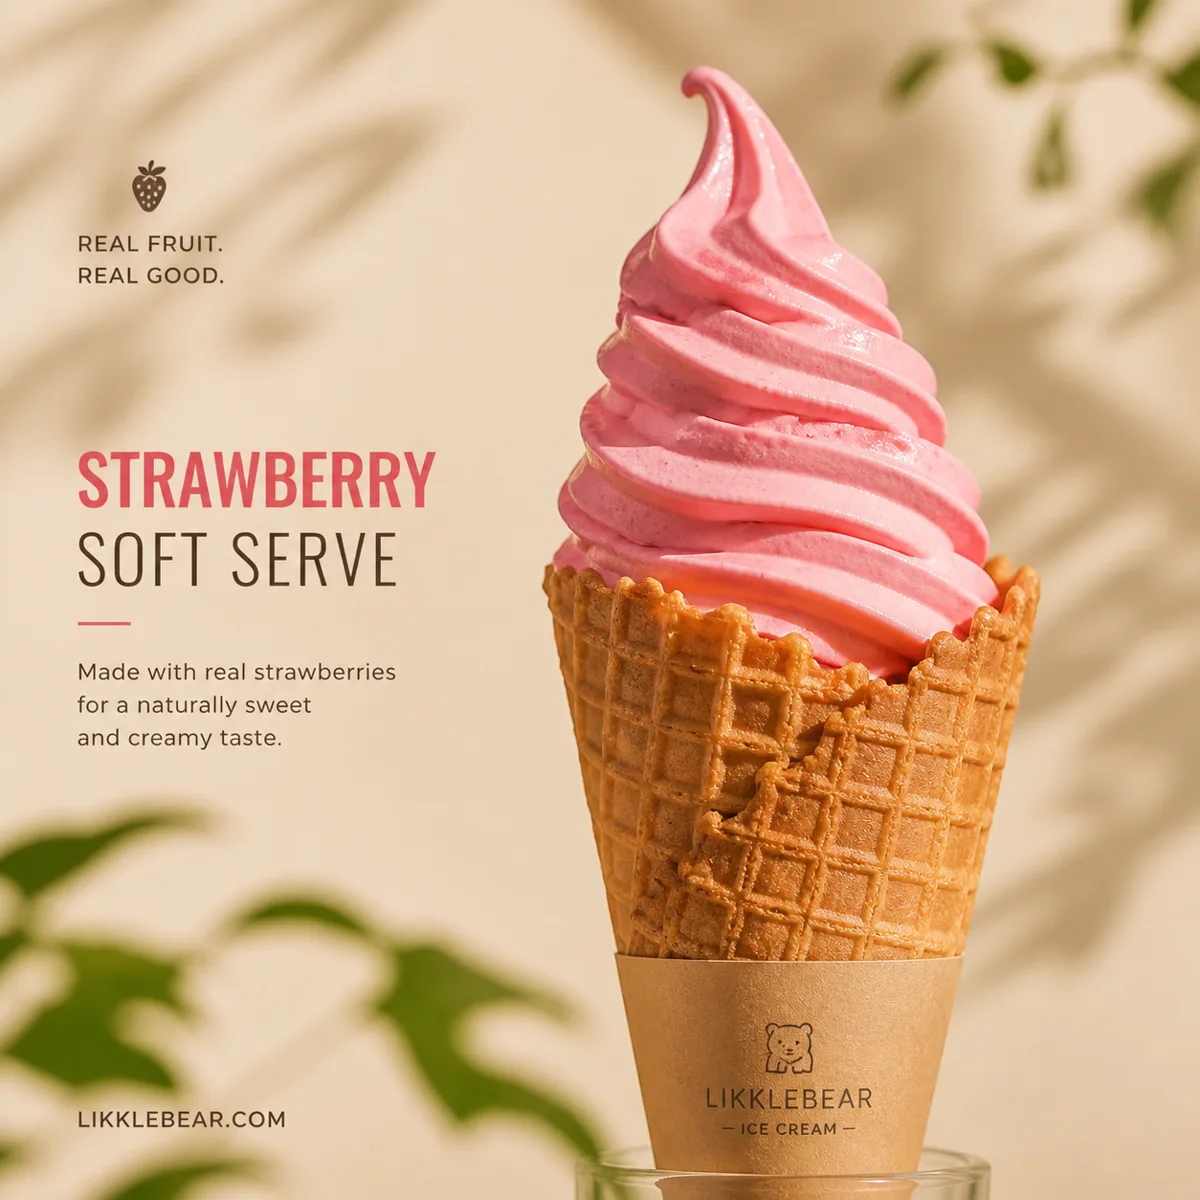 REAL FRUIT.
REAL GOOD.
STRAWBERRY
SOFT SERVE
Made with real strawberries
for a naturally sweet
and creamy taste.
LIKKLEBEAR.COM
LIKKLEBEAR
— ICE CREAM —